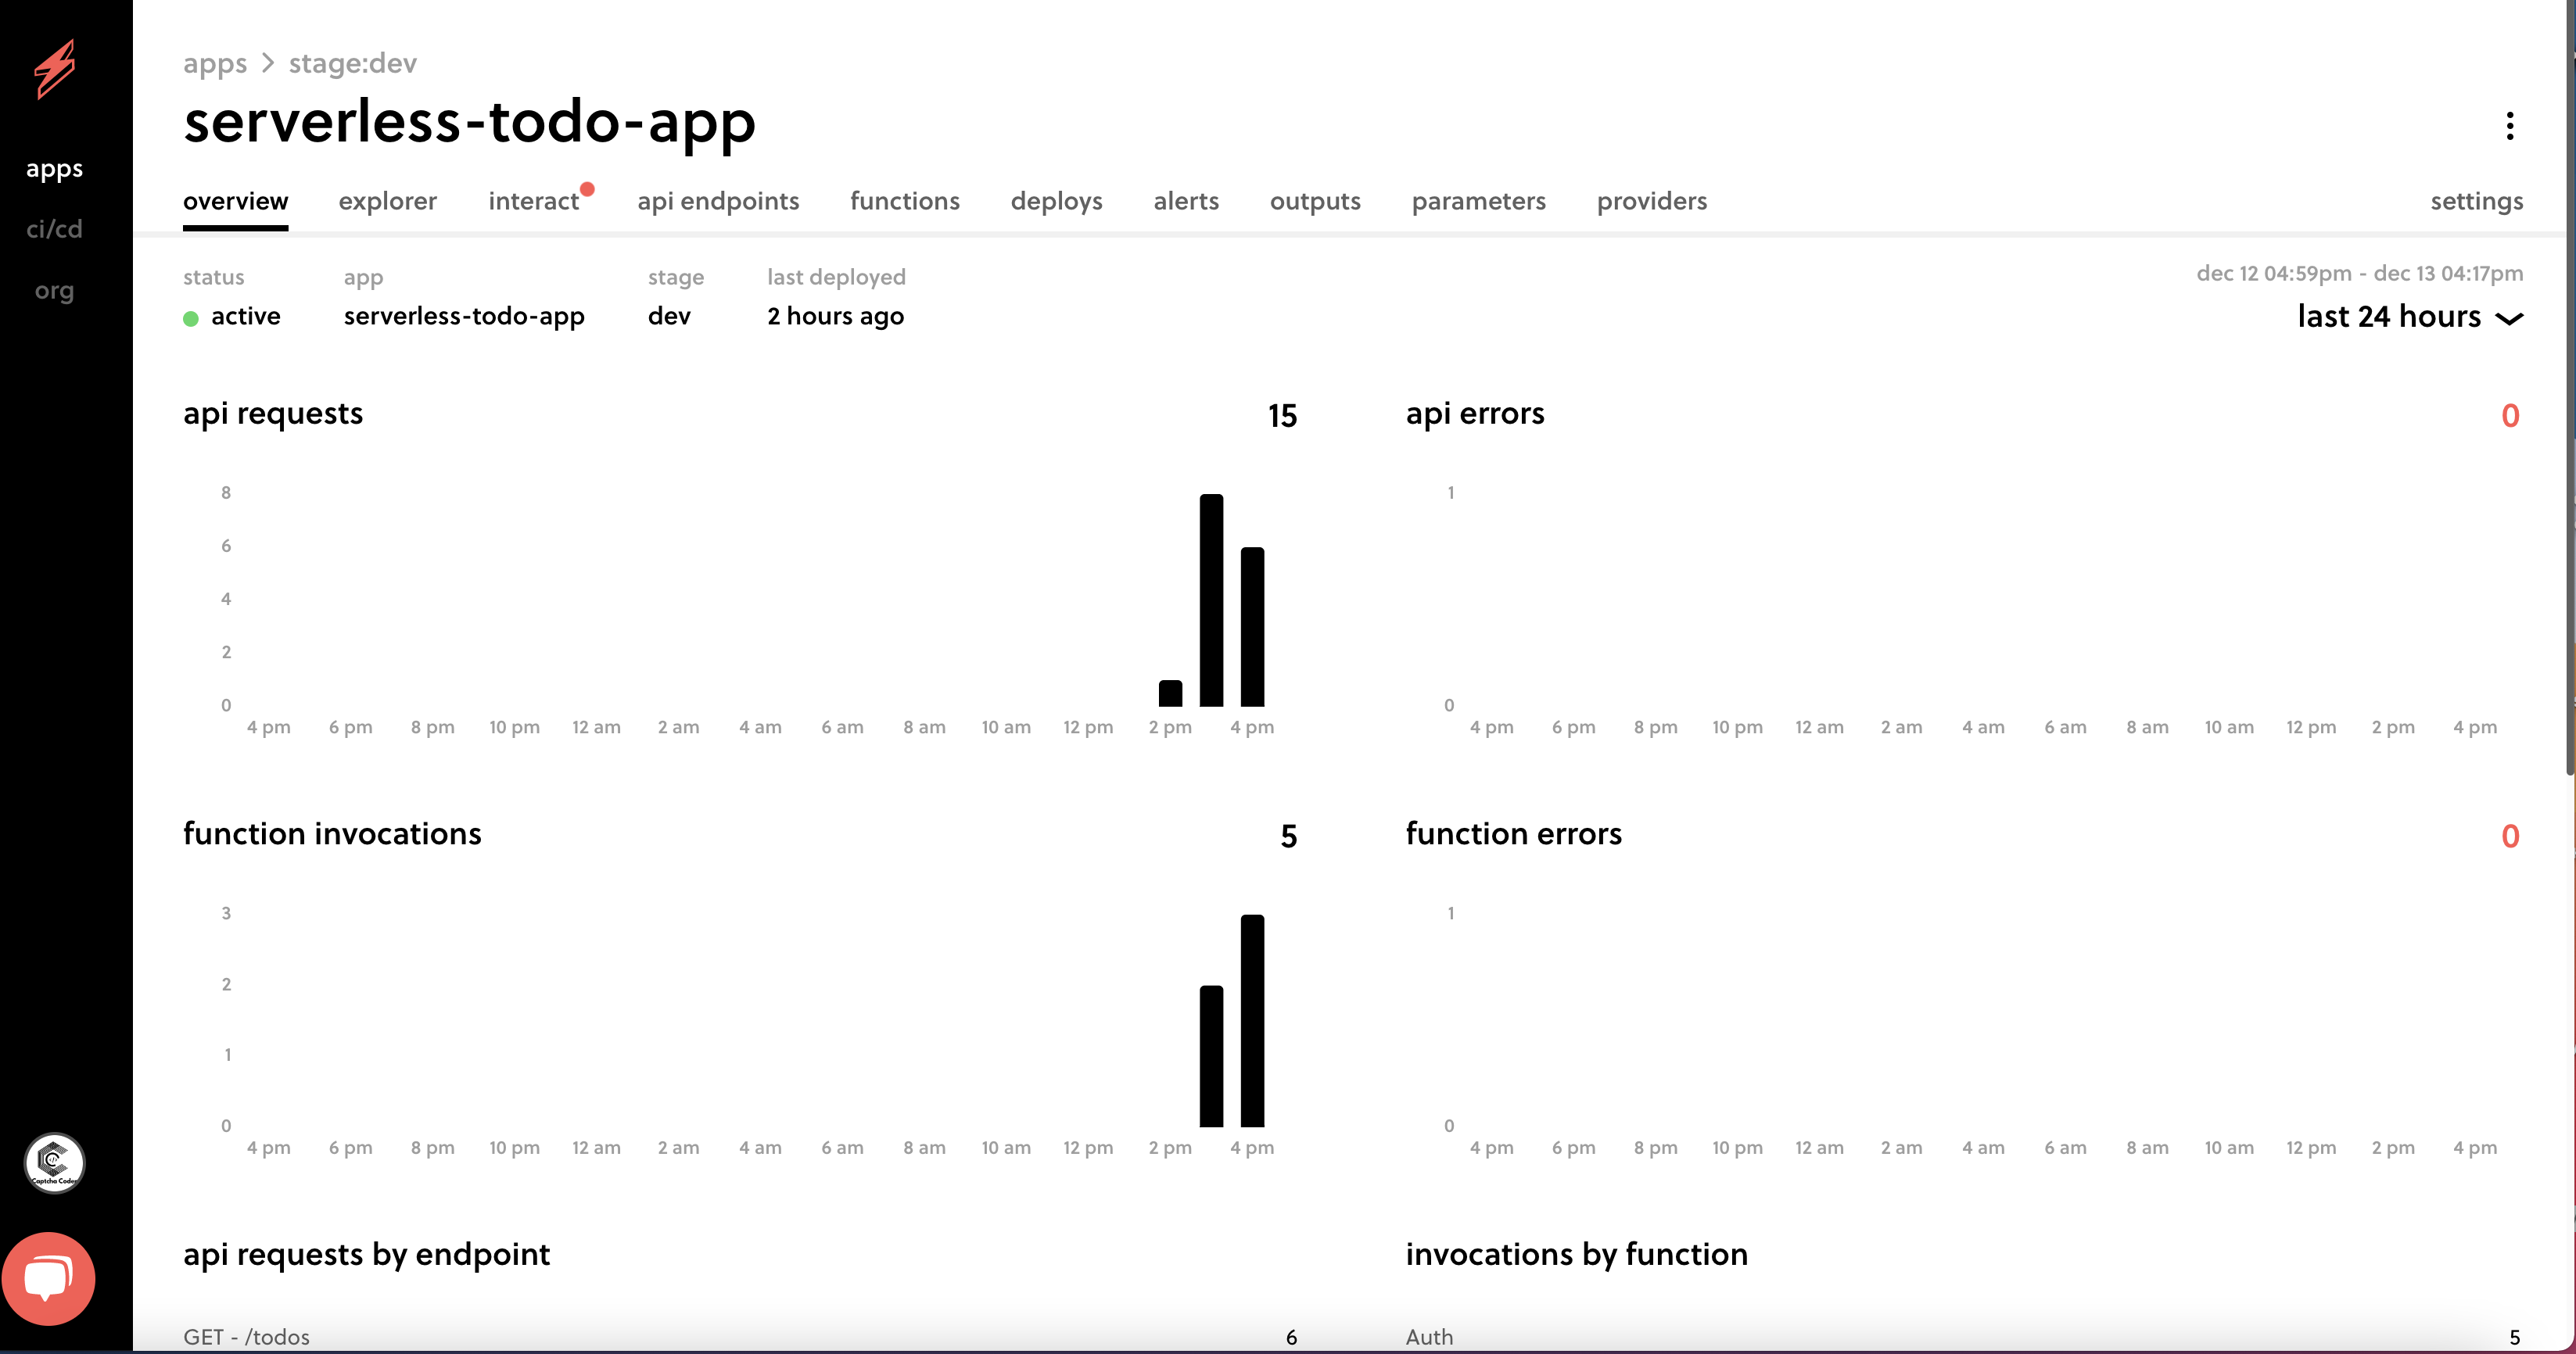 apps > stage:dev
serverless-todo-app
apps
ci/cd
org
overview explorer interact api endpoints functions deploys alerts outputs parameters providers settings
status app stage last deployed
active serverless-todo-app dev 2 hours ago
dec 12 04:59pm - dec 13 04:17pm
last 24 hours
api requests 15
8
6
4
2
0
4 pm 6 pm 8 pm 10 pm 12 am 2 am 4 am 6 am 8 am 10 am 12 pm 2 pm 4 pm
api errors 0
1
0
4 pm 6 pm 8 pm 10 pm 12 am 2 am 4 am 6 am 8 am 10 am 12 pm 2 pm 4 pm
function invocations 5
3
2
1
0
4 pm 6 pm 8 pm 10 pm 12 am 2 am 4 am 6 am 8 am 10 am 12 pm 2 pm 4 pm
function errors 0
1
0
4 pm 6 pm 8 pm 10 pm 12 am 2 am 4 am 6 am 8 am 10 am 12 pm 2 pm 4 pm
api requests by endpoint
GET - /todos 6
invocations by function
Auth 5
Captcha Coder